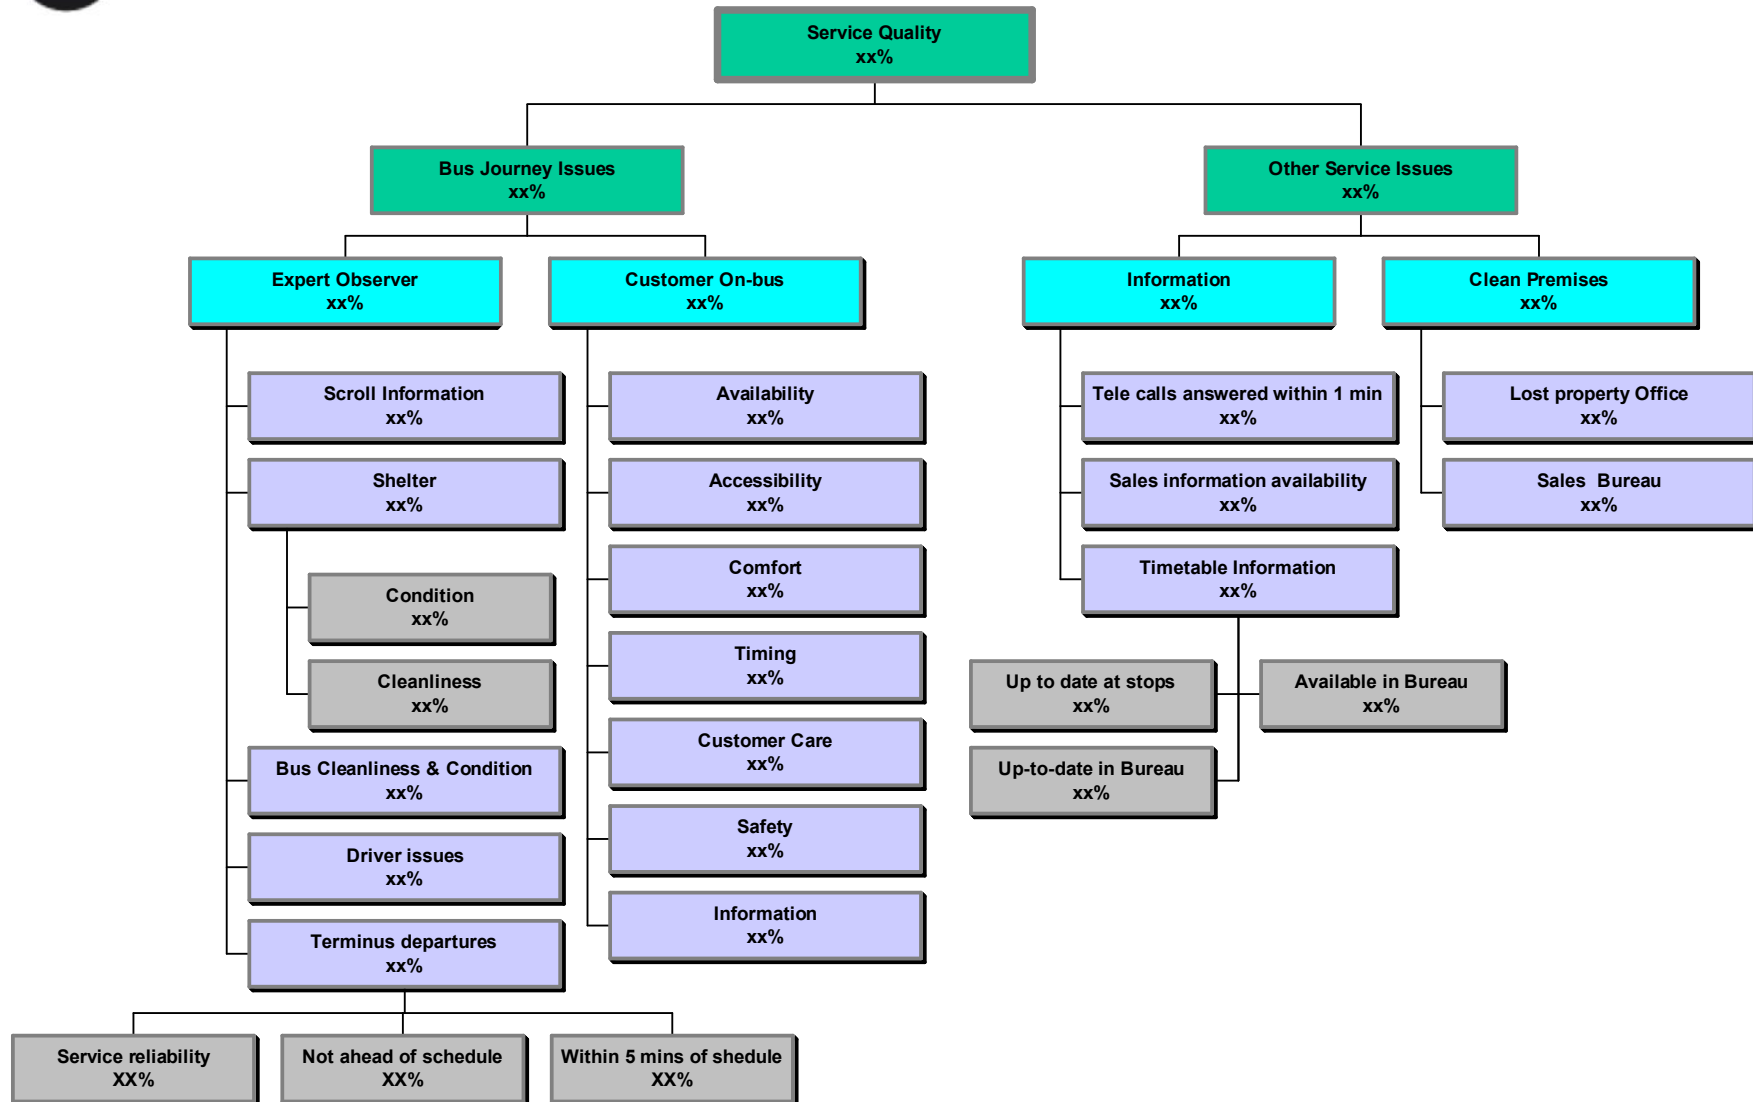 Service Quality
xx%
Bus Journey Issues
xx%
Other Service Issues
xx%
Expert Observer
xx%
Customer On-bus
xx%
Information
xx%
Clean Premises
xx%
Scroll Information
xx%
Availability
xx%
Tele calls answered within 1 min
xx%
Lost property Office
xx%
Shelter
xx%
Accessibility
xx%
Sales information availability
xx%
Sales Bureau
xx%
Comfort
xx%
Timetable Information
xx%
Condition
xx%
Timing
xx%
Cleanliness
xx%
Up to date at stops
xx%
Available in Bureau
xx%
Customer Care
xx%
Bus Cleanliness & Condition
xx%
Up-to-date in Bureau
xx%
Safety
xx%
Driver issues
xx%
Information
xx%
Terminus departures
xx%
Service reliability
XX%
Not ahead of schedule
XX%
Within 5 mins of shedule
XX%